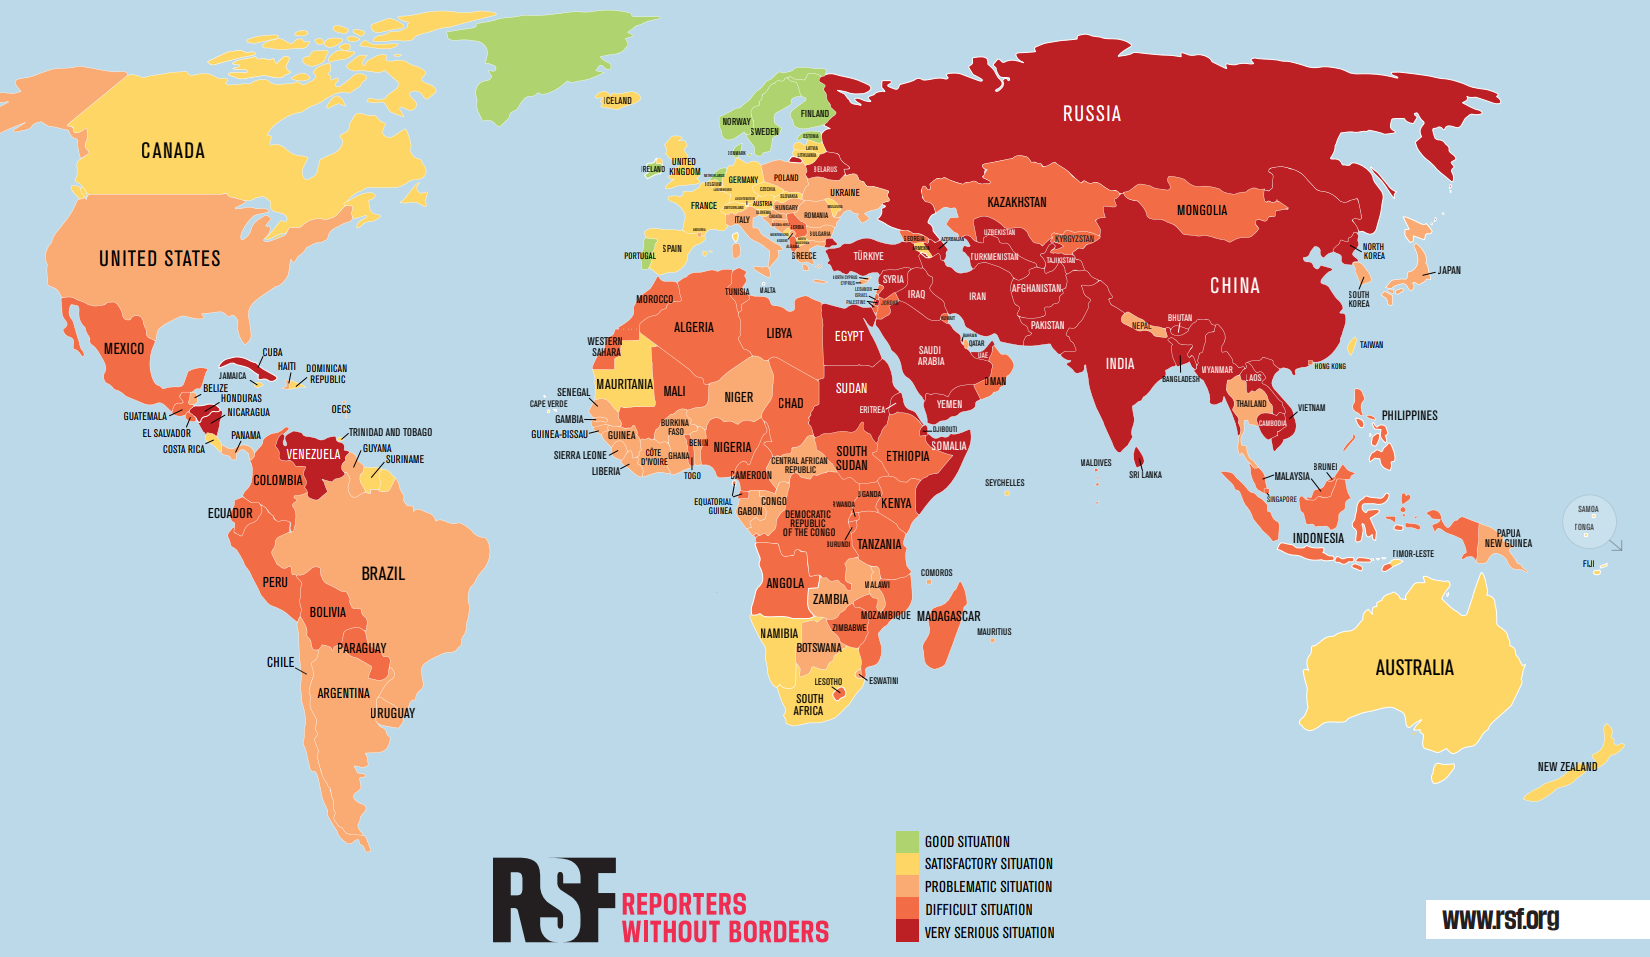 ICELAND
NORWAY
SWEDEN
FINLAND
ESTONIA
LATVIA
LITHUANIA
DENMARK
RUSSIA
CANADA
IRELAND
UNITED
KINGDOM
NETHERLANDS
BELGIUM
GERMANY
POLAND
BELARUS
CZECHIA
SLOVAKIA
UKRAINE
FRANCE
AUSTRIA
HUNGARY
ROMANIA
ITALY
BULGARIA
PORTUGAL
SPAIN
GREECE
KAZAKHSTAN
MONGOLIA
UNITED STATES
GEORGIA
ARMENIA
AZERBAIJAN
UZBEKISTAN
KYRGYZSTAN
TÜRKIYE
TURKMENISTAN
TAJIKISTAN
NORTH
KOREA
JAPAN
SOUTH
KOREA
CHINA
NORTH CYPRUS
CYPRUS
SYRIA
LEBANON
ISRAEL
PALESTINE
JORDAN
IRAQ
IRAN
AFGHANISTAN
KUWAIT
PAKISTAN
NEPAL
BHUTAN
MOROCCO
TUNISIA
MALTA
ALGERIA
LIBYA
EGYPT
WESTERN
SAHARA
SAUDI
ARABIA
BAHRAIN
QATAR
UAE
OMAN
INDIA
BANGLADESH
MYANMAR
LAOS
TAIWAN
HONG KONG
MEXICO
CUBA
HAITI
DOMINICAN
REPUBLIC
JAMAICA
BELIZE
HONDURAS
GUATEMALA
NICARAGUA
EL SALVADOR
COSTA RICA
PANAMA
OECS
TRINIDAD AND TOBAGO
GUYANA
SURINAME
VENEZUELA
COLOMBIA
ECUADOR
PERU
BRAZIL
BOLIVIA
PARAGUAY
CHILE
ARGENTINA
URUGUAY
MAURITANIA
MALI
NIGER
CHAD
SUDAN
ERITREA
YEMEN
DJIBOUTI
SOMALIA
SENEGAL
CAPE VERDE
GAMBIA
GUINEA-BISSAU
GUINEA
SIERRA LEONE
LIBERIA
BURKINA
FASO
CÔTE
D'IVOIRE
GHANA
BENIN
TOGO
NIGERIA
CAMEROON
CENTRAL AFRICAN
REPUBLIC
SOUTH
SUDAN
ETHIOPIA
EQUATORIAL
GUINEA
GABON
CONGO
DEMOCRATIC
REPUBLIC
OF THE CONGO
UGANDA
RWANDA
BURUNDI
KENYA
TANZANIA
SEYCHELLES
COMOROS
ANGOLA
ZAMBIA
MALAWI
MOZAMBIQUE
MADAGASCAR
MAURITIUS
ZIMBABWE
NAMIBIA
BOTSWANA
LESOTHO
ESWATINI
SOUTH
AFRICA
THAILAND
VIETNAM
CAMBODIA
PHILIPPINES
MALDIVES
SRI LANKA
MALAYSIA
BRUNEI
SINGAPORE
INDONESIA
TIMOR-LESTE
PAPUA
NEW GUINEA
SAMOA
TONGA
FIJI
AUSTRALIA
NEW ZEALAND
RSF
REPORTERS
WITHOUT BORDERS
GOOD SITUATION
SATISFACTORY SITUATION
PROBLEMATIC SITUATION
DIFFICULT SITUATION
VERY SERIOUS SITUATION
www.rsf.org